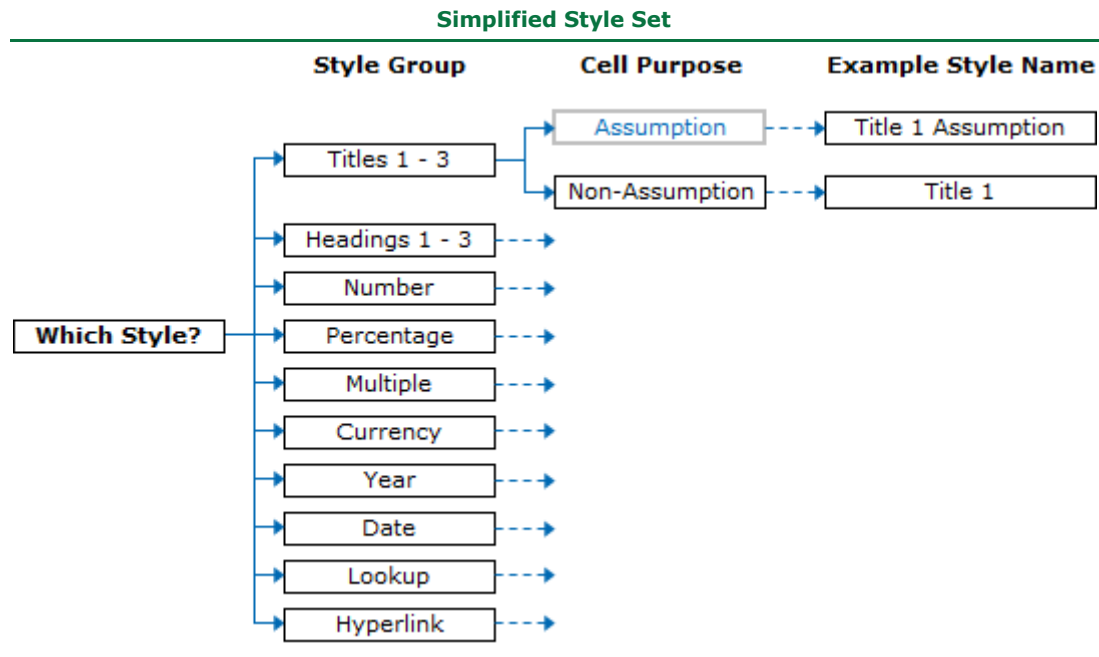 Simplified Style Set
Style Group Cell Purpose Example Style Name
Assumption Title 1 Assumption
Titles 1 - 3
Non-Assumption Title 1
Headings 1 - 3
Number
Which Style? Percentage
Multiple
Currency
Year
Date
Lookup
Hyperlink